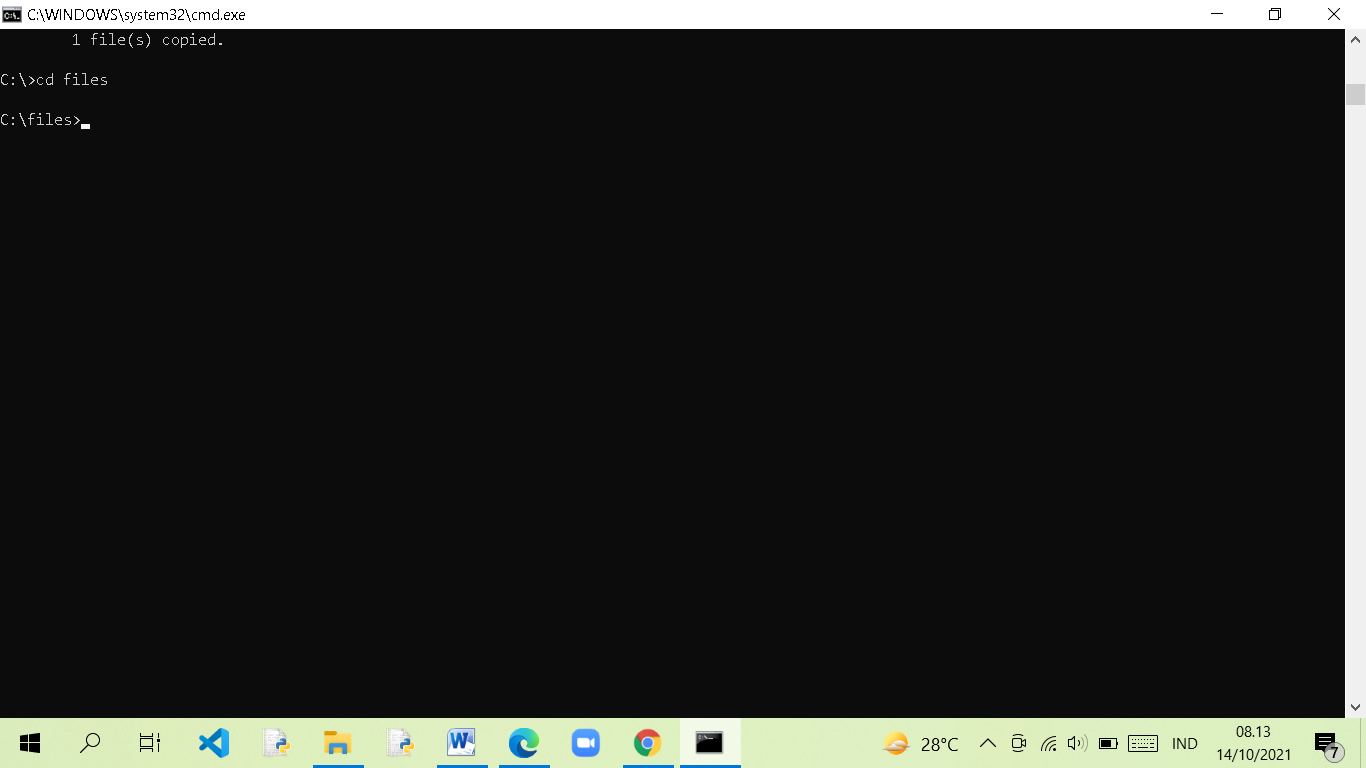 C:\WINDOWS\system32\cmd.exe
1 file(s) copied.
C:\>cd files
C:\files>
28°C
IND
08.13
14/10/2021
7